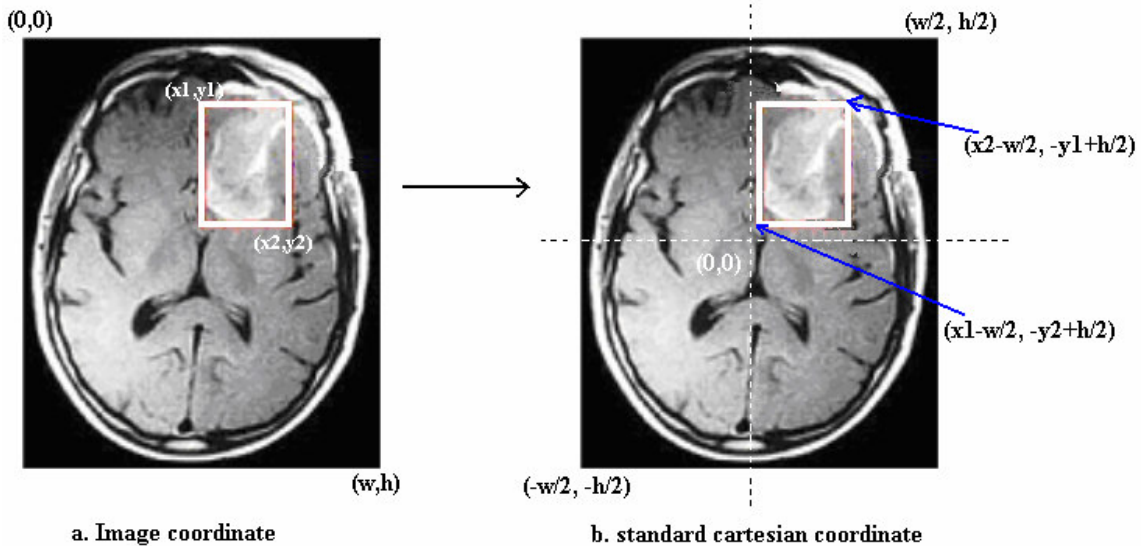 (0,0)
(x1,y1)
(x2,y2)
(w,h)
a. Image coordinate
(w/2, h/2)
(x2-w/2, -y1+h/2)
(0,0)
(x1-w/2, -y2+h/2)
(-w/2, -h/2)
b. standard cartesian coordinate